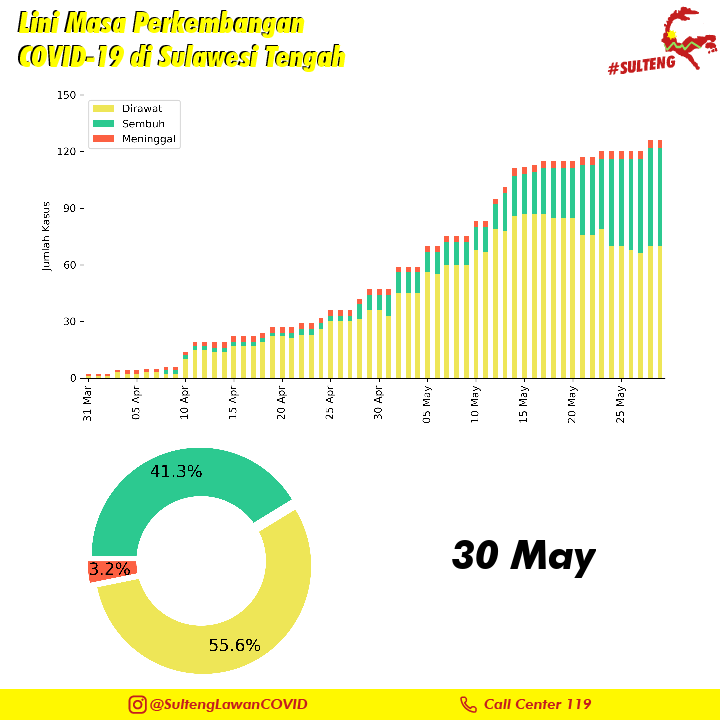 Lini Masa Perkembangan
COVID-19 di Sulawesi Tengah
#SULTENG
150
120
90
60
30
0
Jumlah Kasus
Dirawat
Sembuh
Meninggal
31 Mar
05 Apr
10 Apr
15 Apr
20 Apr
25 Apr
30 Apr
05 May
10 May
15 May
20 May
25 May
41.3%
3.2%
55.6%
30 May
@SultengLawanCOVID
Call Center 119